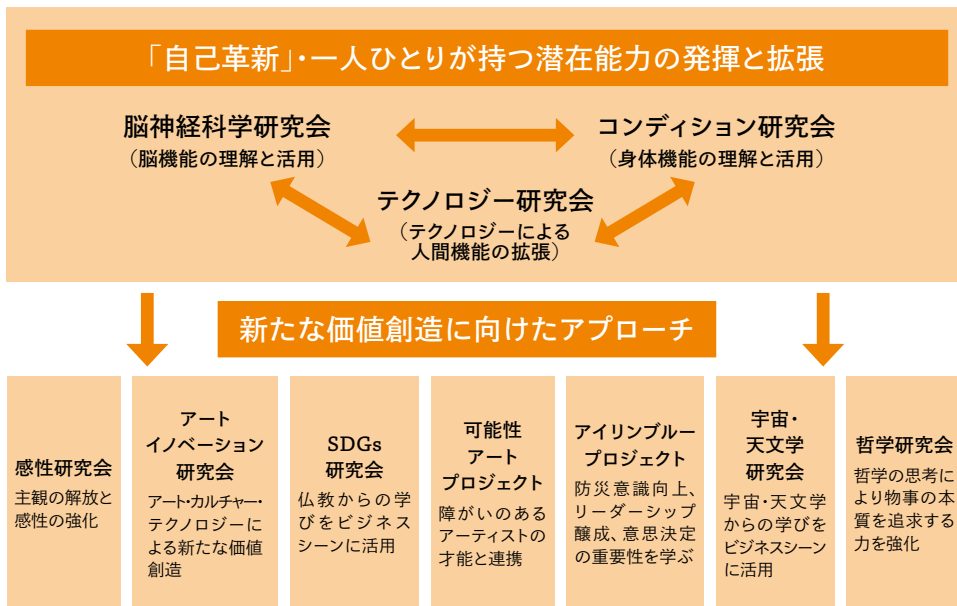 「自己革新」・一人ひとりが持つ潜在能力の発揮と拡張
脳神経科学研究会
（脳機能の理解と活用）
コンディション研究会
（身体機能の理解と活用）
テクノロジー研究会
（テクノロジーによる
人間機能の拡張）
新たな価値創造に向けたアプローチ
感性研究会
主観の解放と
感性の強化
アート
イノベーション
研究会
アート・カルチャー・
テクノロジーによ
る新たな価値
創造
SDGs
研究会
仏教からの学
びをビジネス
シーンに活用
可能性
アート
プロジェクト
障がいのある
アーティストの
才能と連携
アイリンブルー
プロジェクト
防災意識向上、
リーダーシップ
醸成、意思決定
の重要性を学ぶ
宇宙・
天文学
研究会
宇宙・天文学
からの学びを
ビジネスシーン
に活用
哲学研究会
哲学の思考に
より物事の本
質を追求する
力を強化